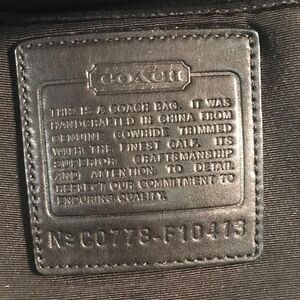 COACH
THIS IS A COACH BAG. IT WAS
HANDCRAFTED IN CHINA FROM
GENUINE COWHIDE TRIMMED
WITH THE FINEST CALF. ITS
SUPERIOR CRAFTSMANSHIP
AND ATTENTION TO DETAIL
REFLECT OUR COMMITMENT TO
ENDURING QUALITY.
Nº C0778-F10413